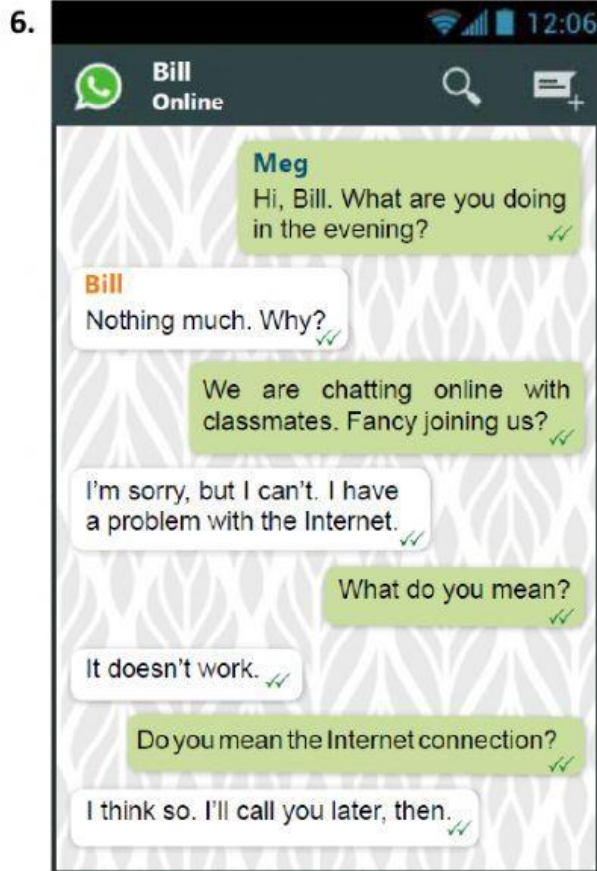 6.
12:06
Bill
Online
Meg
Hi, Bill. What are you doing
in the evening?
Bill
Nothing much. Why?
We are chatting online with
classmates. Fancy joining us?
I'm sorry, but I can't. I have
a problem with the Internet.
What do you mean?
It doesn't work.
Do you mean the Internet connection?
I think so. I'll call you later, then.